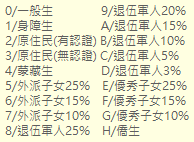 0/一般生 9/退伍軍人20%
1/身障生 A/退伍軍人15%
2/原住民(有認證) B/退伍軍人10%
3/原住民(無認證) C/退伍軍人5%
4/蒙藏生 D/退伍軍人3%
5/外派子女25% E/優秀子女25%
6/外派子女15% F/優秀子女15%
7/外派子女10% G/優秀子女10%
8/退伍軍人25% H/僑生